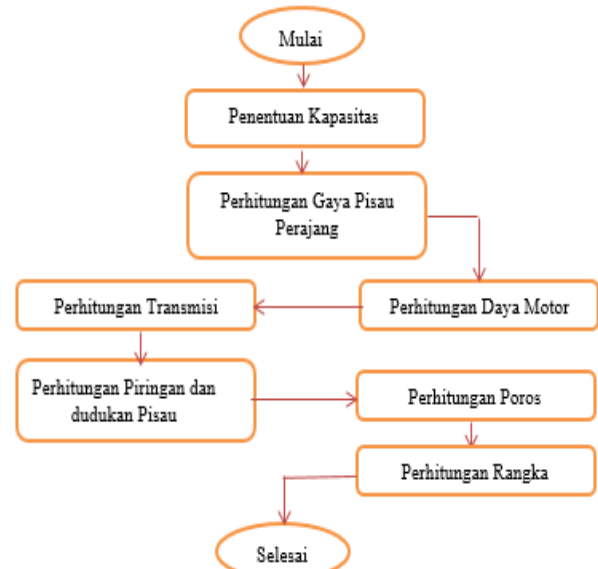 Mulai
Penentuan Kapasitas
Perhitungan Gaya Pisau
Perajang
Perhitungan Daya Motor
Perhitungan Transmisi
Perhitungan Piringan dan
dudukan Pisau
Perhitungan Poros
Perhitungan Rangka
Selesai